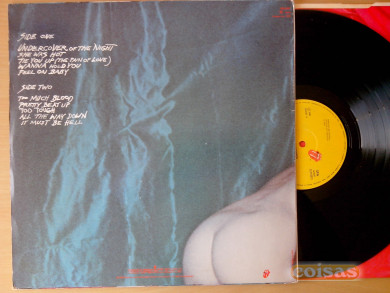 SIDE ONE
UNDERCOVER OF THE NIGHT
SHE WAS HOT
TIE YOU UP (THE PAIN OF LOVE)
WANNA HOLD YOU
FEEL ON BABY
SIDE TWO
TOO MUCH BLOOD
PRETTY BEAT UP
TOO TOUGH
ALL THE WAY DOWN
IT MUST BE HELL
coisas